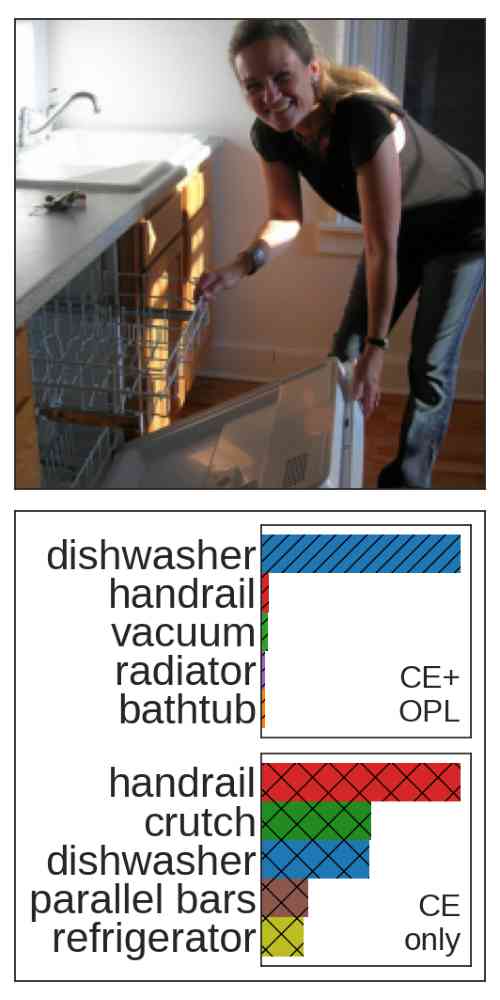 dishwasher
handrail
vacuum
radiator
bathtub
CE+
OPL
handrail
crutch
dishwasher
parallel bars
refrigerator
CE
only